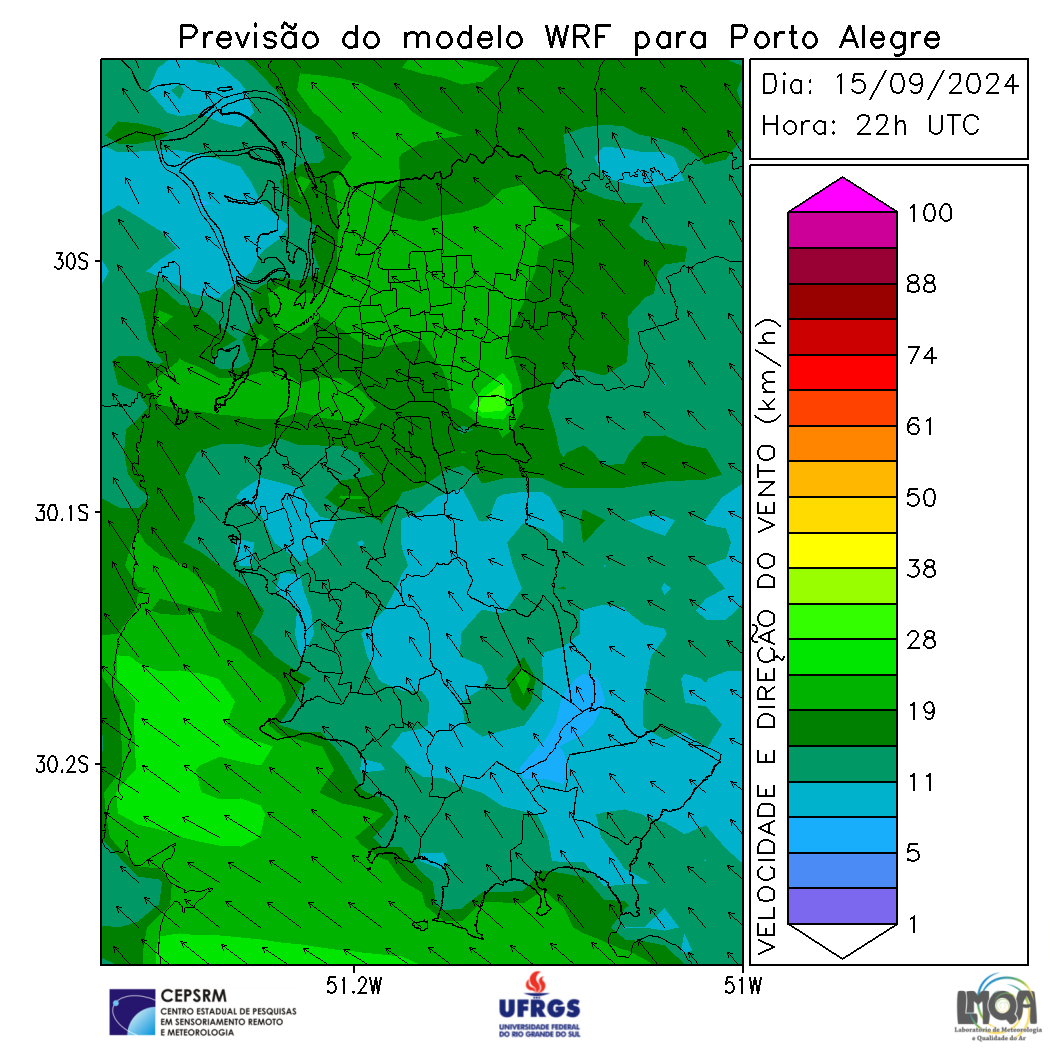 Previsão do modelo WRF para Porto Alegre
Dia: 15/09/2024
Hora: 22h UTC
30S
30.1S
30.2S
51.2W
51W
VELOCIDADE E DIREÇÃO DO VENTO (km/h)
100
88
74
61
50
38
28
19
11
5
1
CEPSRM
CENTRO ESTADUAL DE PESQUISAS
EM SENSORIAMENTO REMOTO
E METEOROLOGIA
UFRGS
UNIVERSIDADE FEDERAL
DO RIO GRANDE DO SUL
LMQA
Laboratório de Meteorologia
e Qualidade do Ar